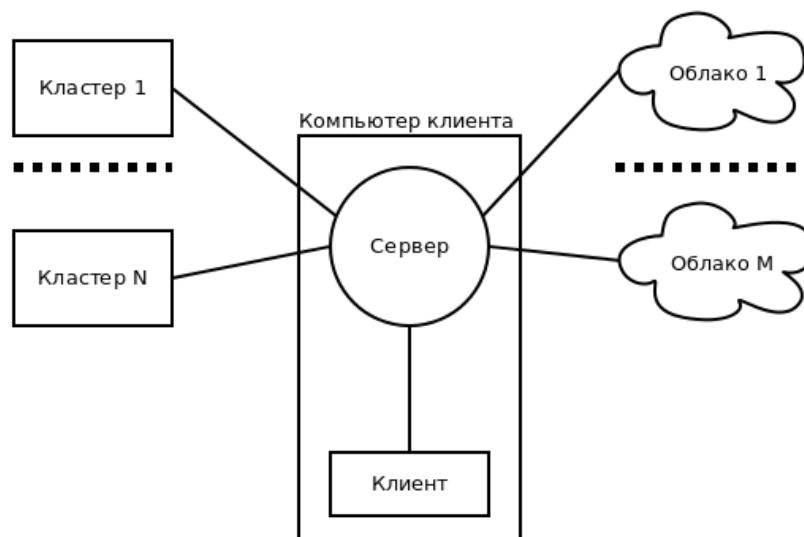 Кластер 1
Облако 1
Компьютер клиента
Сервер
Кластер N
Облако M
Клиент